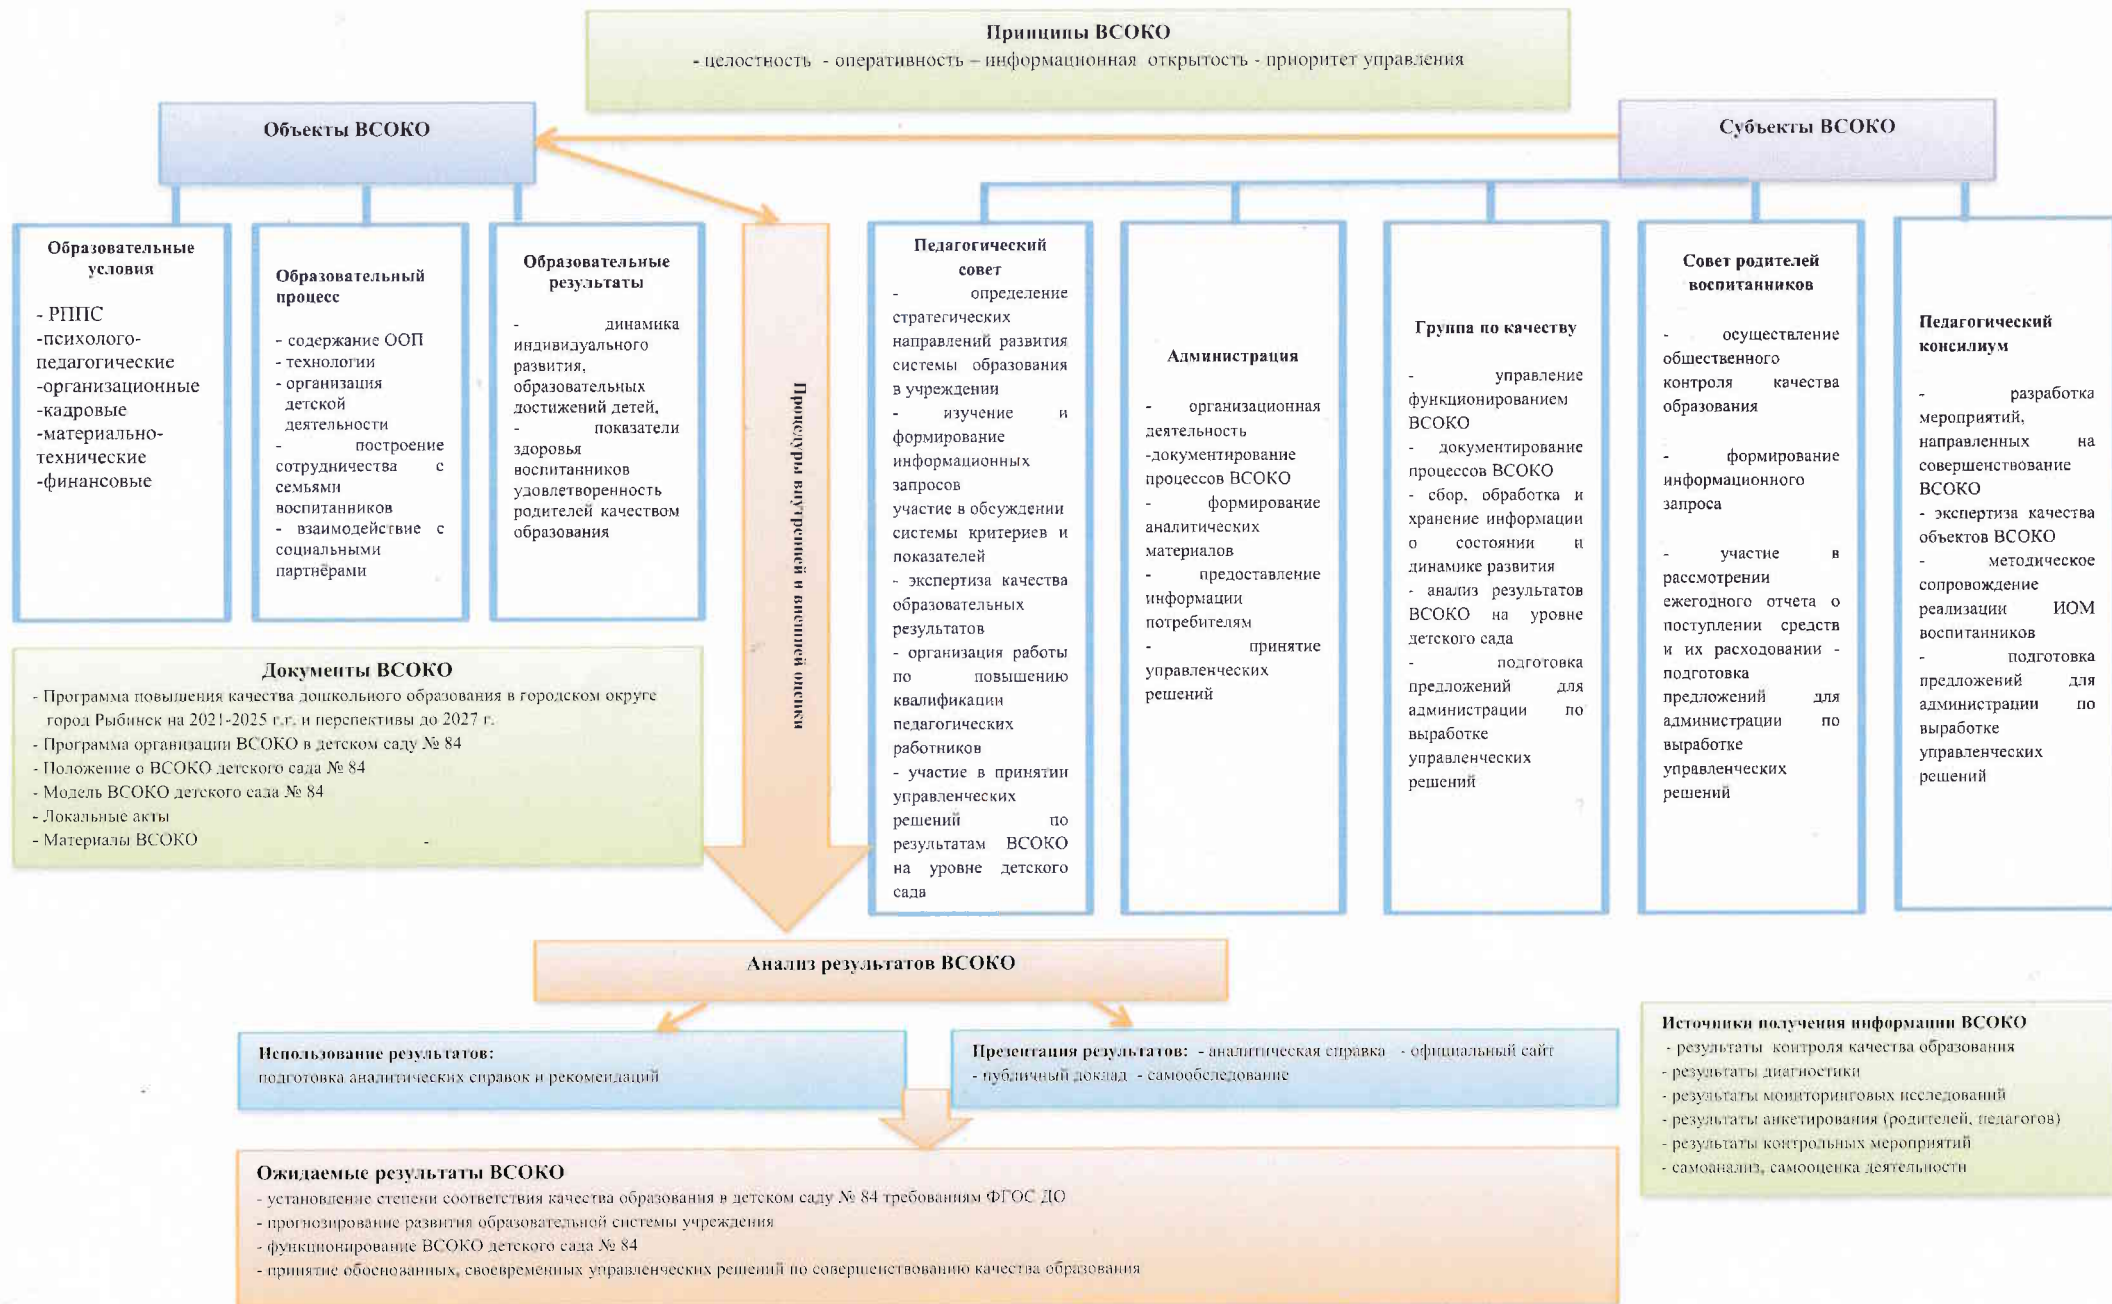 Принципы ВСОКО
- целостность - оперативность – информационная открытость - приоритет управления
Объекты ВСОКО
Субъекты ВСОКО
Образовательные
условия
- РППС
-психолого-
педагогические
-организационные
-кадровые
-материально-
технические
-финансовые
Образовательный
процесс
- содержание ООП
- технологии
- организация
детской
деятельности
- построение
сотрудничества с
семьями
воспитанников
- взаимодействие с
социальными
партнёрами
Образовательные
результаты
- динамика
индивидуального
развития,
образовательных
достижений детей,
- показатели
здоровья
воспитанников
удовлетворенность
родителей качеством
образования
Процедуры внутренней и внешней оценки
Педагогический
совет
- определение
стратегических
направлений развития
системы образования
в учреждении
- изучение и
формирование
информационных
запросов
участие в обсуждении
системы критериев и
показателей
- экспертиза качества
образовательных
результатов
- организация работы
по повышению
квалификации
педагогических
работников
- участие в принятии
управленческих
решений по
результатам ВСОКО
на уровне детского
сада
Администрация
- организационная
деятельность
-документирование
процессов ВСОКО
- формирование
аналитических
материалов
- предоставление
информации
потребителям
- принятие
управленческих
решений
Группа по качеству
- управление
функционированием
ВСОКО
- документирование
процессов ВСОКО
- сбор, обработка и
хранение информации
о состоянии и
динамике развития
- анализ результатов
ВСОКО на уровне
детского сада
- подготовка
предложений для
администрации по
выработке
управленческих
решений
Совет родителей
воспитанников
- осуществление
общественного
контроля качества
образования
- формирование
информационного
запроса
- участие в
рассмотрении
ежегодного отчета о
поступлении средств
и их расходовании -
подготовка
предложений для
администрации по
выработке
управленческих
решений
Педагогический
консилиум
- разработка
мероприятий,
направленных на
совершенствование
ВСОКО
- экспертиза качества
объектов ВСОКО
- методическое
сопровождение
реализации ИОМ
воспитанников
- подготовка
предложений для
администрации по
выработке
управленческих
решений
Документы ВСОКО
- Программа повышения качества дошкольного образования в городском округе
город Рыбинск на 2021-2025 г.г. и перспективы до 2027 г.
- Программа организации ВСОКО в детском саду № 84
- Положение о ВСОКО детского сада № 84
- Модель ВСОКО детского сада № 84
- Локальные акты
- Материалы ВСОКО -
Анализ результатов ВСОКО
Использование результатов:
подготовка аналитических справок и рекомендаций
Презентация результатов: - аналитическая справка - официальный сайт
- публичный доклад - самообследование
Источники получения информации ВСОКО
- результаты контроля качества образования
- результаты диагностики
- результаты мониторинговых исследований
- результаты анкетирования (родителей, педагогов)
- результаты контрольных мероприятий
- самоанализ, самооценка деятельности
Ожидаемые результаты ВСОКО
- установление степени соответствия качества образования в детском саду № 84 требованиям ФГОС ДО
- прогнозирование развития образовательной системы учреждения
- функционирование ВСОКО детского сада № 84
- принятие обоснованных, своевременных управленческих решений по совершенствованию качества образования